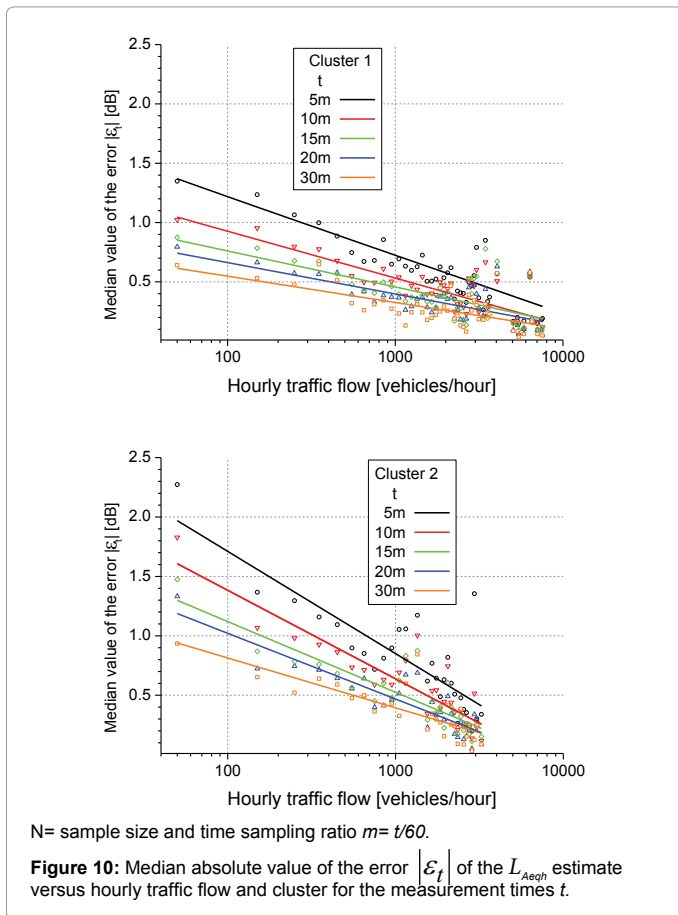 2.5
2.0
1.5
1.0
0.5
Median value of the error |εₜ| [dB]
Cluster 1
t
5m
10m
15m
20m
30m
100
1000
10000
Hourly traffic flow [vehicles/hour]
2.5
2.0
1.5
1.0
0.5
Median value of the error |εₜ| [dB]
Cluster 2
t
5m
10m
15m
20m
30m
100
1000
10000
Hourly traffic flow [vehicles/hour]
N= sample size and time sampling ratio m= t/60.
Figure 10: Median absolute value of the error |εₜ| of the L_Aeqh estimate
versus hourly traffic flow and cluster for the measurement times t.